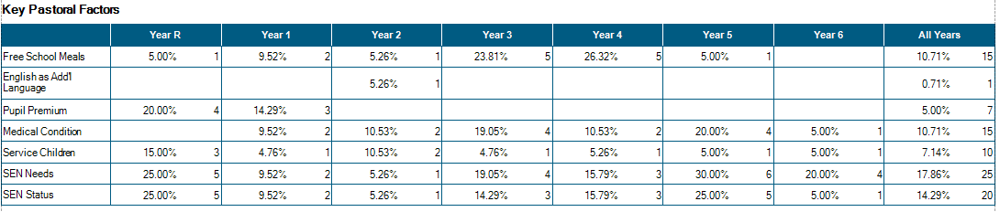 Key Pastoral Factors
Year R Year 1 Year 2 Year 3 Year 4 Year 5 Year 6 All Years
Free School Meals 5.00% 1 9.52% 2 5.26% 1 23.81% 5 26.32% 5 5.00% 1 10.71% 15
English as Add'l
Language 5.26% 1 0.71% 1
Pupil Premium 20.00% 4 14.29% 3 5.00% 7
Medical Condition 9.52% 2 10.53% 2 19.05% 4 10.53% 2 20.00% 4 5.00% 1 10.71% 15
Service Children 15.00% 3 4.76% 1 10.53% 2 4.76% 1 5.26% 1 5.00% 1 5.00% 1 7.14% 10
SEN Needs 25.00% 5 9.52% 2 5.26% 1 19.05% 4 15.79% 3 30.00% 6 20.00% 4 17.86% 25
SEN Status 25.00% 5 9.52% 2 5.26% 1 14.29% 3 15.79% 3 25.00% 5 5.00% 1 14.29% 20